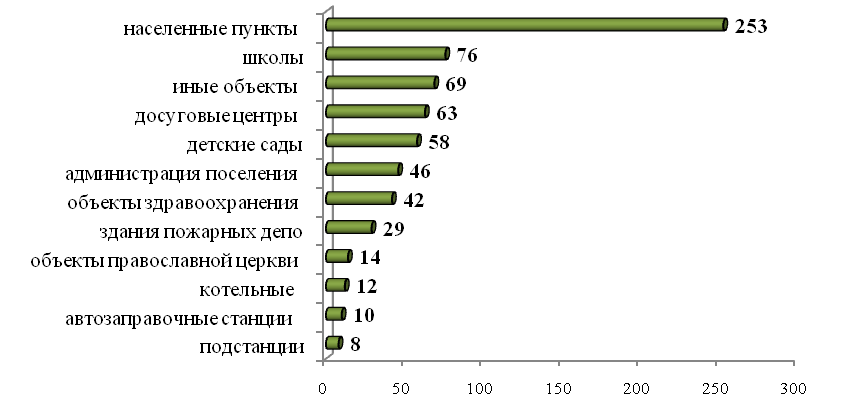 населенные пункты 253
школы 76
иные объекты 69
досуговые центры 63
детские сады 58
администрация поселения 46
объекты здравоохранения 42
здания пожарных депо 29
объекты православной церкви 14
котельные 12
автозаправочные станции 10
подстанции 8
0 50 100 150 200 250 300